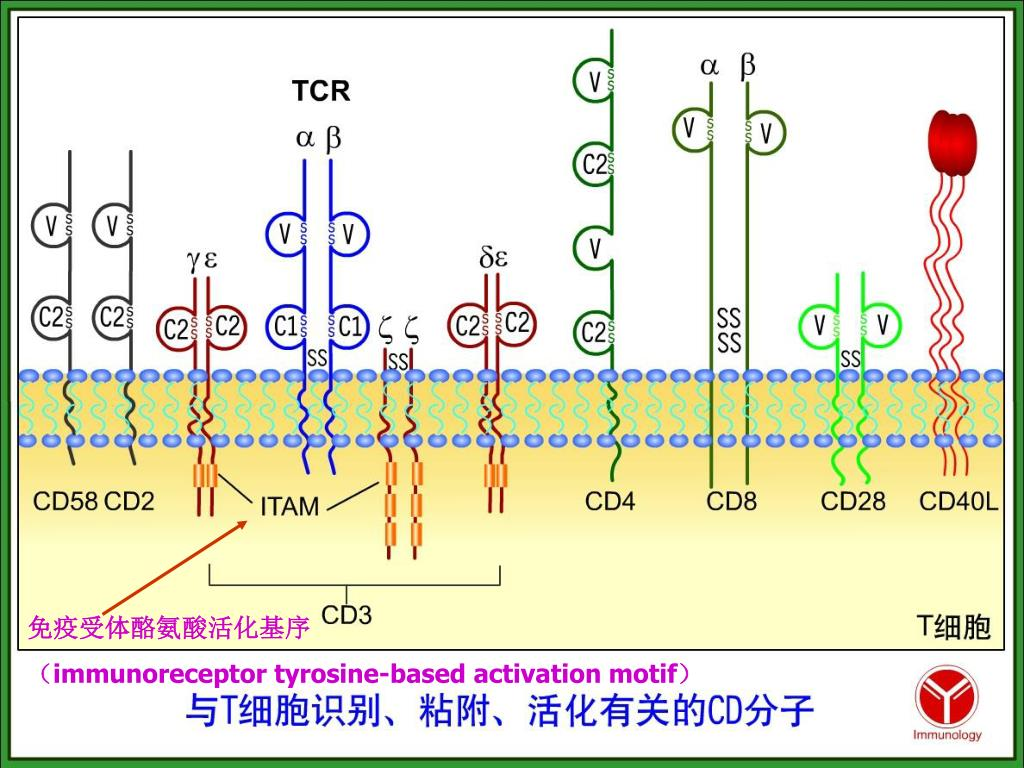 TCR
α β
α β
γ ε
δε
ζ ζ
V
V
V
V
V
V
V
V
V
V
C2
C2
C2
C2
C1
C1
C2
C2
C2
C2
SS
SS
SS
SS
SS
CD58 CD2
ITAM
CD4
CD8
CD28
CD40L
CD3
免疫受体酪氨酸活化基序
T细胞
（immunoreceptor tyrosine-based activation motif）
与T细胞识别、粘附、活化有关的CD分子
Immunology